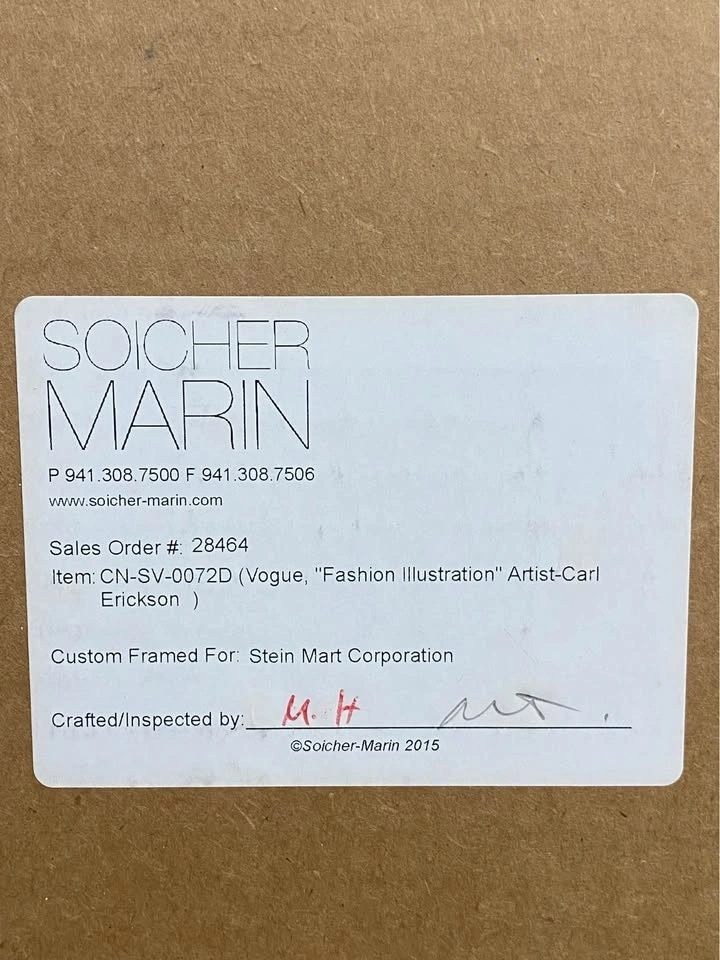 SOICHER
MARIN
P 941.308.7500 F 941.308.7506
www.soicher-marin.com
Sales Order #: 28464
Item: CN-SV-0072D (Vogue, "Fashion Illustration" Artist-Carl
Erickson )
Custom Framed For: Stein Mart Corporation
Crafted/Inspected by: M. H
©Soicher-Marin 2015